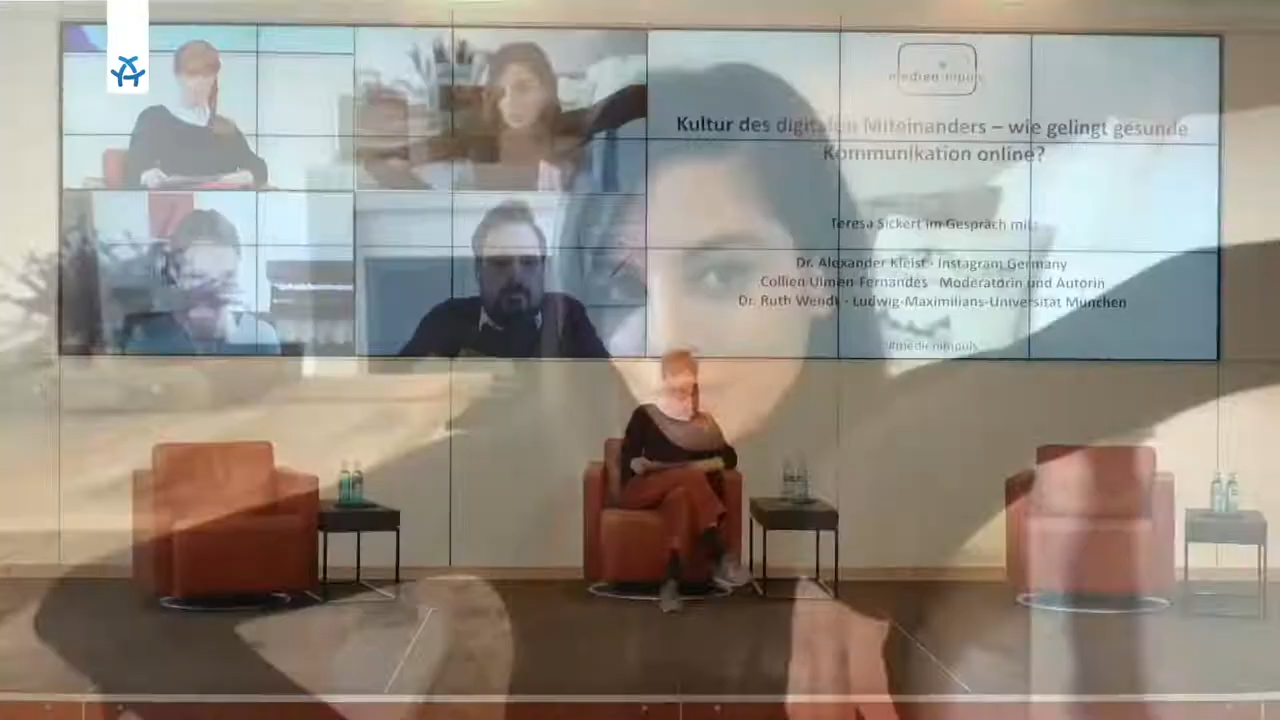 medien impuls
Kultur des digitalen Miteinanders – wie gelingt gesunde
Kommunikation online?
Teresa Sickert im Gespräch mit:
Dr. Alexander Kleist · Instagram Germany
Collien Ulmen-Fernandes · Moderatorin und Autorin
Dr. Ruth Wendt · Ludwig-Maximilians-Universität München
#medienimpuls